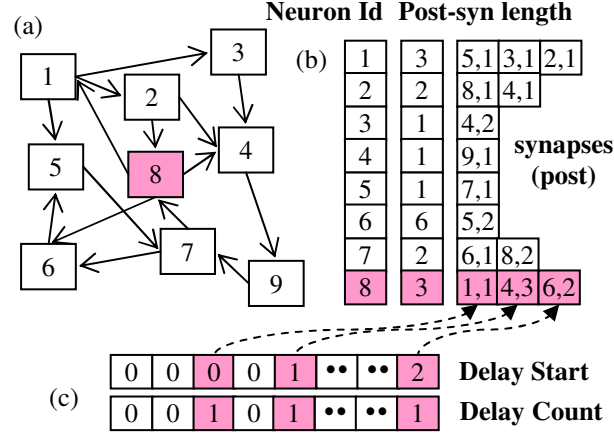 Neuron Id Post-syn length
(a)
1
2
3
4
5
6
7
8
9
(b)
1 3 5,1 3,1 2,1
2 2 8,1 4,1
3 1 4,2
4 1 9,1
5 1 7,1
6 6 5,2
7 2 6,1 8,2
8 3 1,1 4,3 6,2
synapses
(post)
(c)
0 0 0 0 1 •• •• 2 Delay Start
0 0 1 0 1 •• •• 1 Delay Count